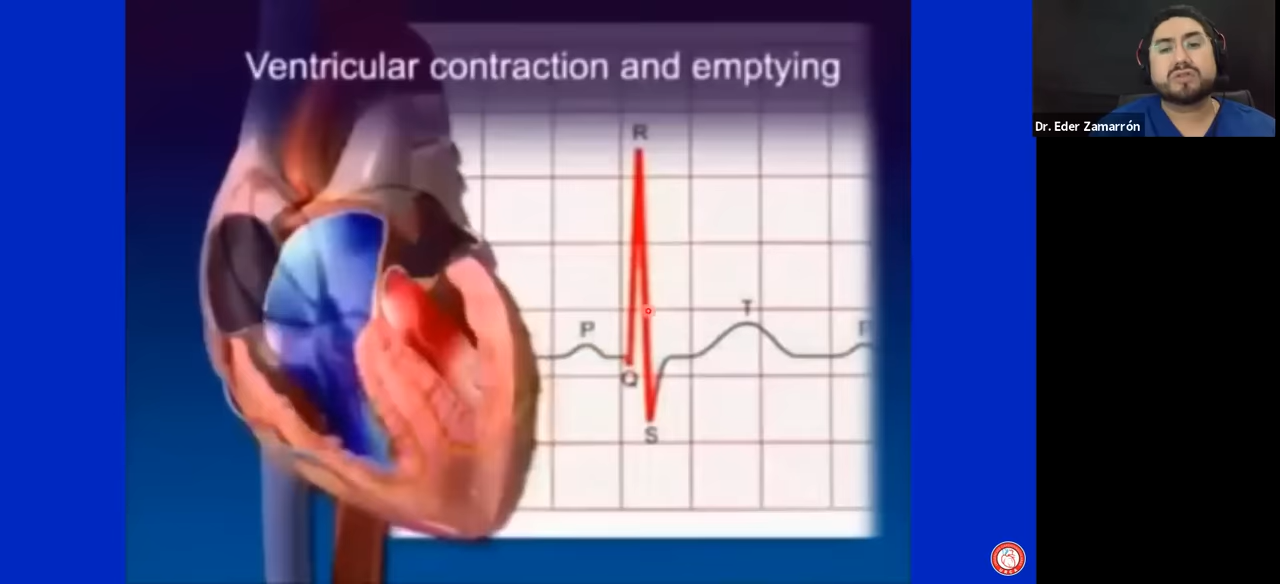 Ventricular contraction and emptying
R
P
T
Q
S
Dr. Eder Zamarrón